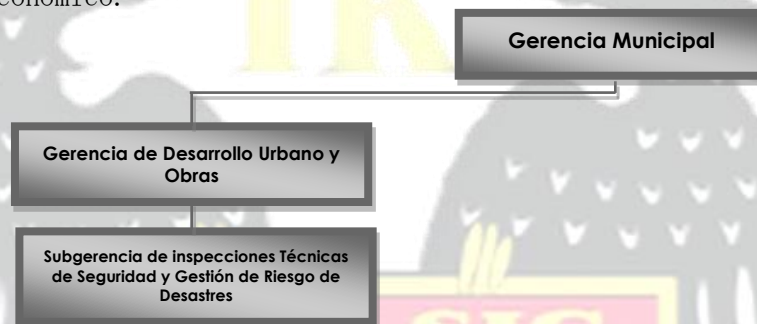 económico.
Gerencia Municipal
Gerencia de Desarrollo Urbano y
Obras
Subgerencia de inspecciones Técnicas
de Seguridad y Gestión de Riesgo de
Desastres